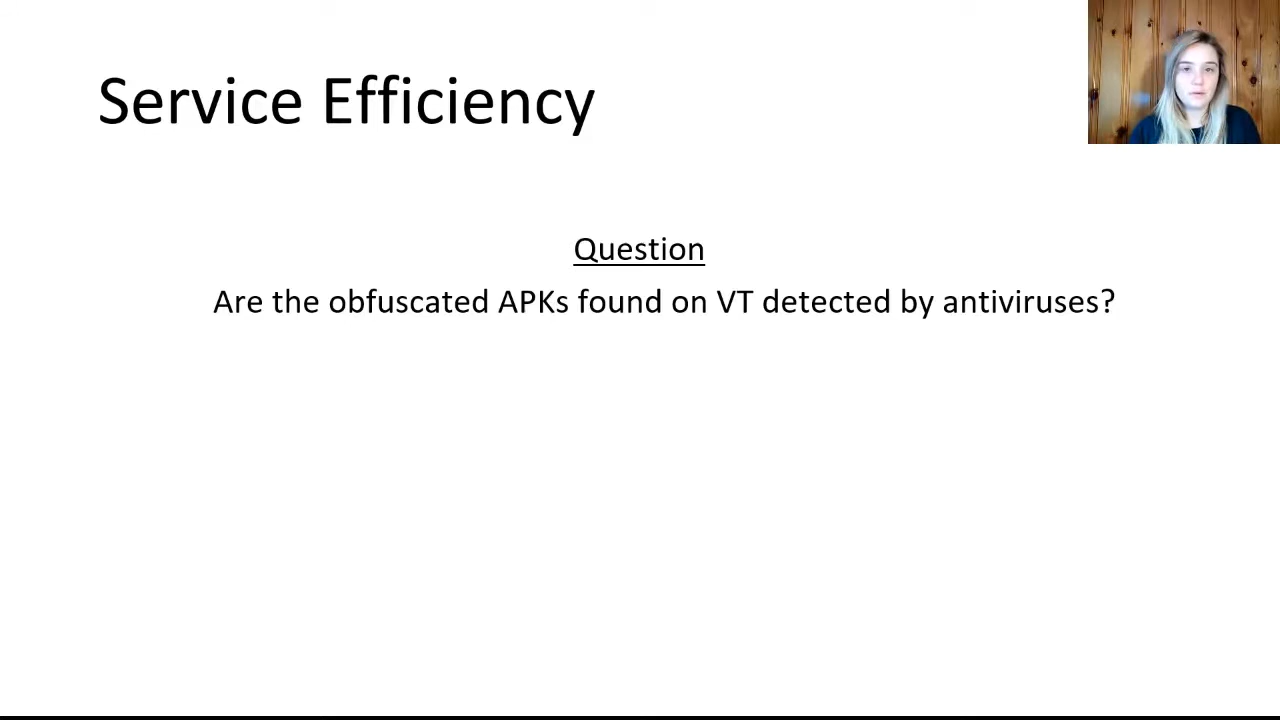 Service Efficiency
Question
Are the obfuscated APKs found on VT detected by antiviruses?